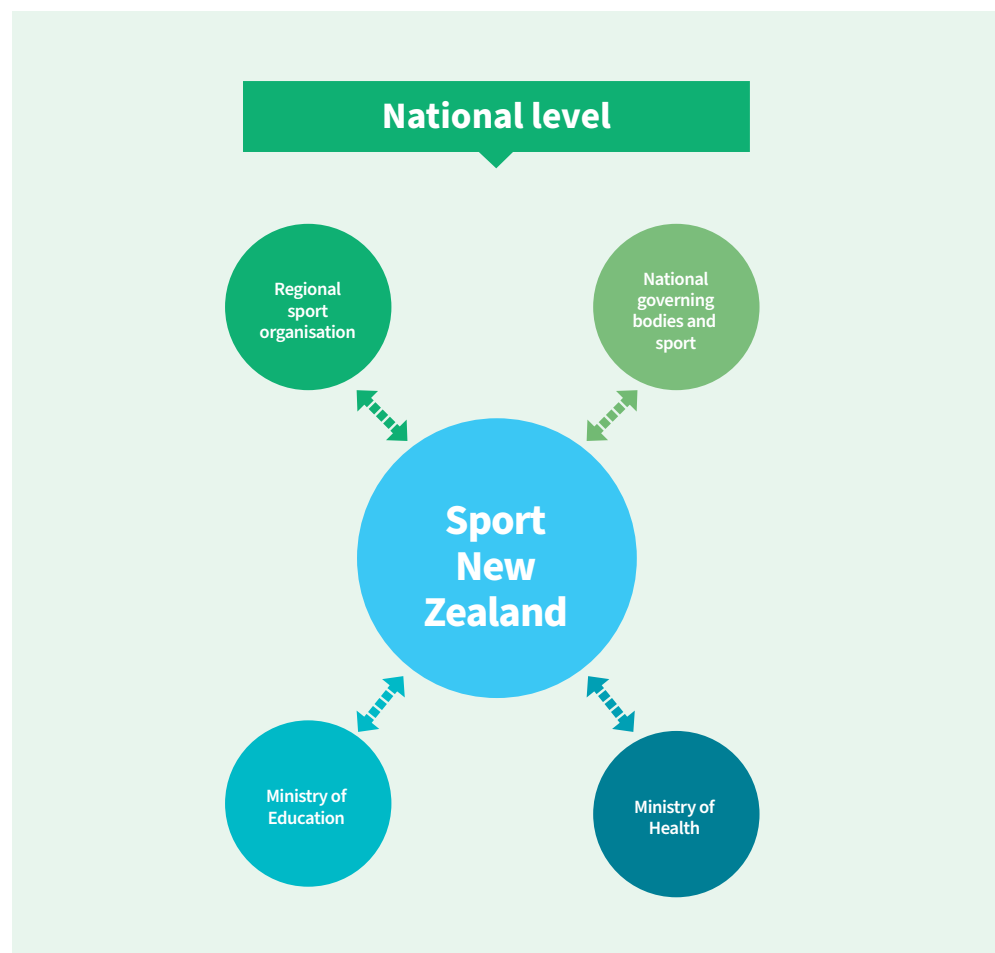 National level
Regional
sport
organisation
National
governing
bodies and
sport
Sport
New
Zealand
Ministry of
Education
Ministry of
Health